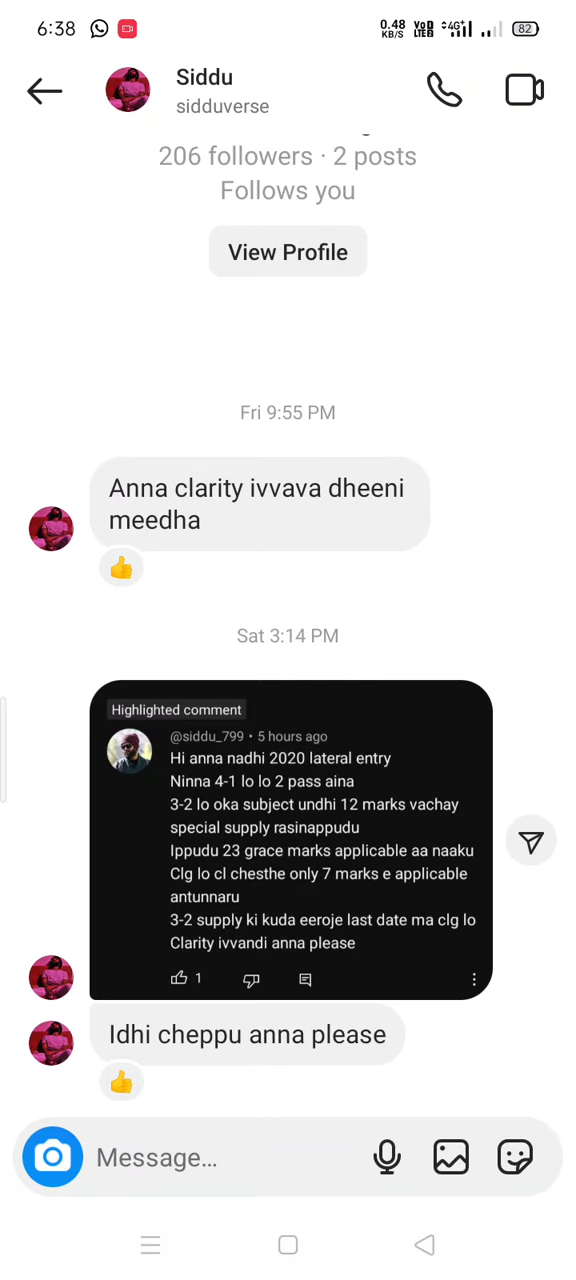 6:38
0.48 KB/S VoD LTE2 4G+ 82
Siddu
sidduverse
206 followers · 2 posts
Follows you
View Profile
Fri 9:55 PM
Anna clarity ivvava dheeni
meedha
Sat 3:14 PM
Highlighted comment
@siddu_799 • 5 hours ago
Hi anna nadhi 2020 lateral entry
Ninna 4-1 lo lo 2 pass aina
3-2 lo oka subject undhi 12 marks vachay
special supply rasinappudu
Ippudu 23 grace marks applicable aa naaku
Clg lo cl chesthe only 7 marks e applicable
antunnaru
3-2 supply ki kuda eeroje last date ma clg lo
Clarity ivvandi anna please
1
Idhi cheppu anna please
Message...